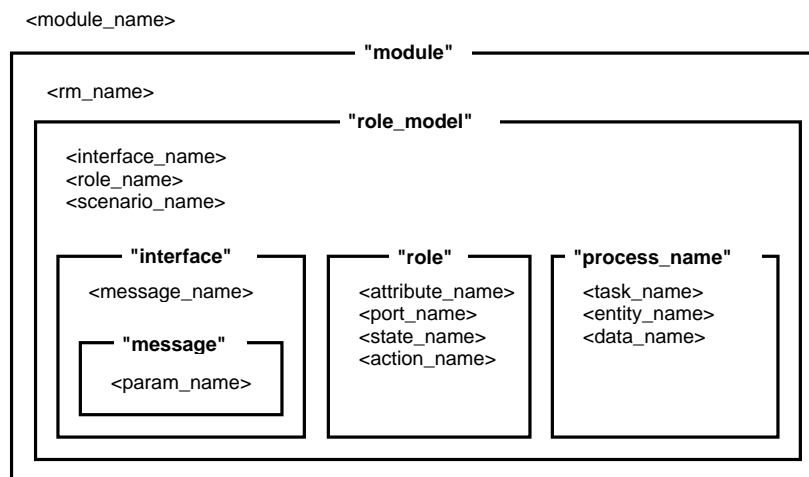 <module_name>
"module"
<rm_name>
"role_model"
<interface_name>
<role_name>
<scenario_name>
"interface"
<message_name>
"message"
<param_name>
"role"
<attribute_name>
<port_name>
<state_name>
<action_name>
"process_name"
<task_name>
<entity_name>
<data_name>